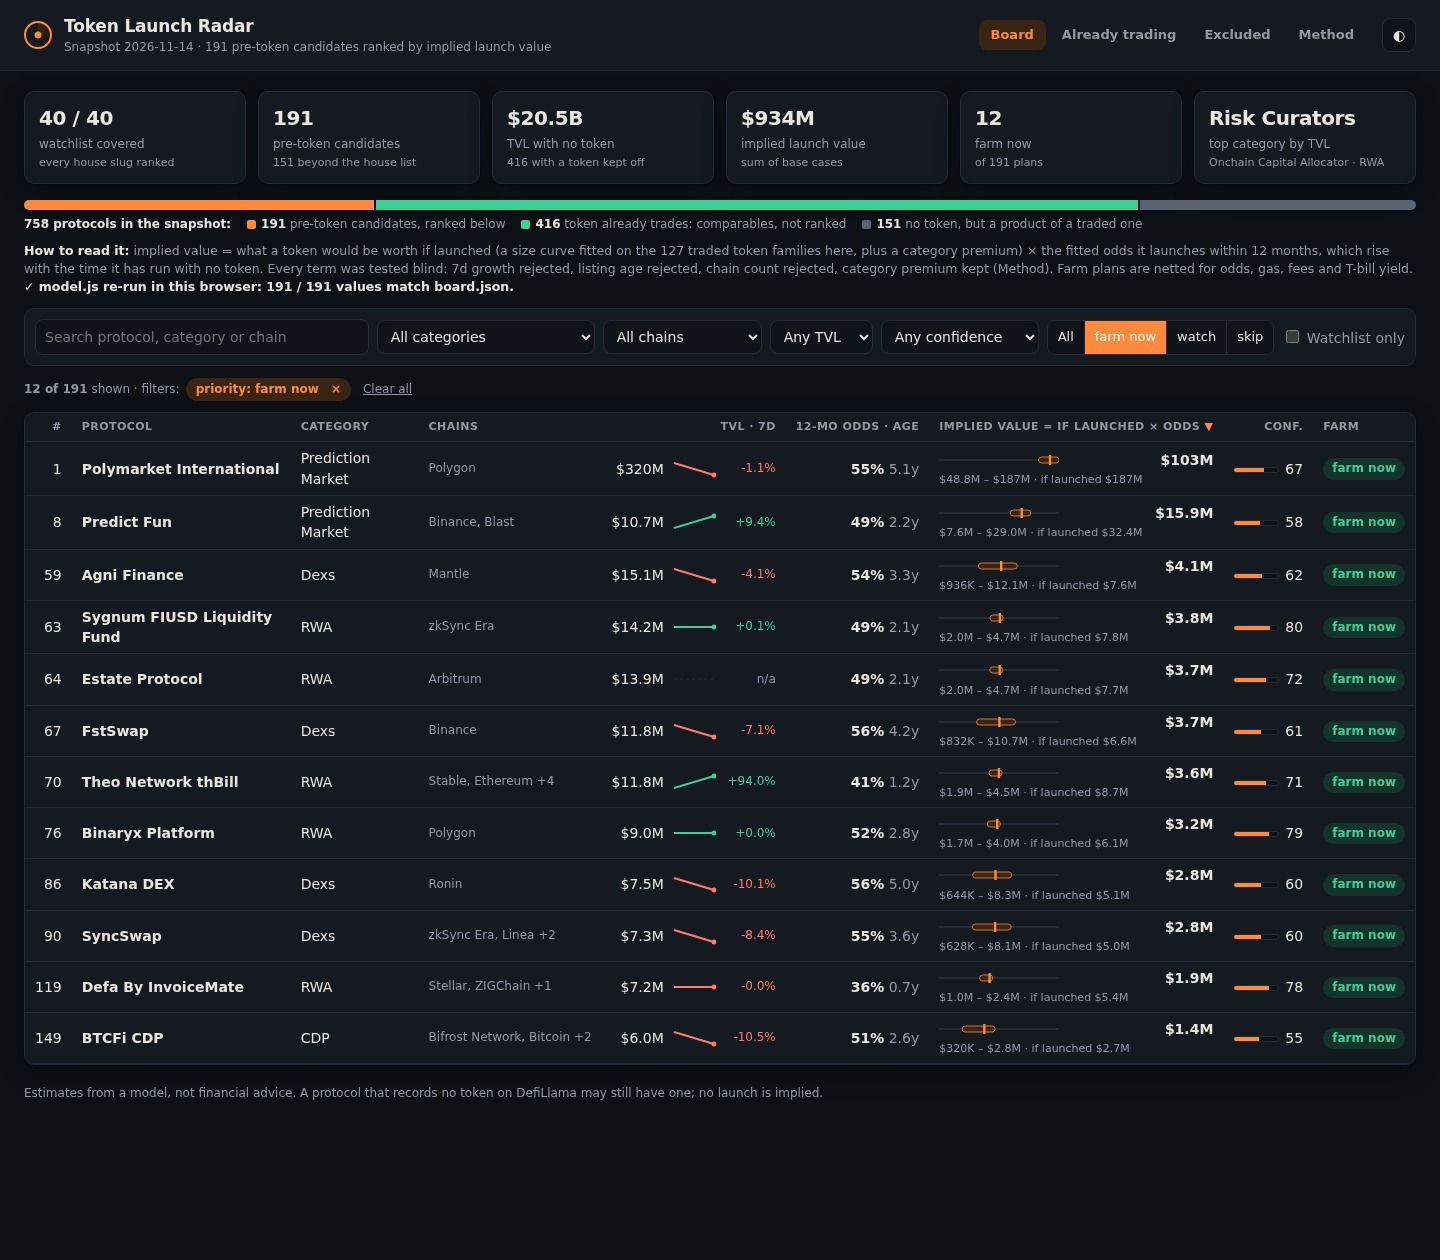 Token Launch Radar
Snapshot 2026-11-14 · 191 pre-token candidates ranked by implied launch value
Board Already trading Excluded Method
40 / 40
watchlist covered
every house slug ranked
191
pre-token candidates
151 beyond the house list
$20.5B
TVL with no token
416 with a token kept off
$934M
implied launch value
sum of base cases
12
farm now
of 191 plans
Risk Curators
top category by TVL
Onchain Capital Allocator · RWA
758 protocols in the snapshot: 191 pre-token candidates, ranked below 416 token already trades: comparables, not ranked 151 no token, but a product of a traded one
How to read it: implied value = what a token would be worth if launched (a size curve fitted on the 127 traded token families here, plus a category premium) × the fitted odds it launches within 12 months, which rise
with the time it has run with no token. Every term was tested blind: 7d growth rejected, listing age rejected, chain count rejected, category premium kept (Method). Farm plans are netted for odds, gas, fees and T-bill yield.
✓ model.js re-run in this browser: 191 / 191 values match board.json.
Search protocol, category or chain All categories All chains Any TVL Any confidence All farm now watch skip Watchlist only
12 of 191 shown · filters: priority: farm now × Clear all
# PROTOCOL CATEGORY CHAINS TVL · 7D 12-MO ODDS · AGE IMPLIED VALUE = IF LAUNCHED × ODDS ▼ CONF. FARM
1 Polymarket International Prediction Market Polygon $320M -1.1% 55% 5.1y $103M 67 farm now
$48.8M – $187M · if launched $187M
8 Predict Fun Prediction Market Binance, Blast $10.7M +9.4% 49% 2.2y $15.9M 58 farm now
$7.6M – $29.0M · if launched $32.4M
59 Agni Finance Dexs Mantle $15.1M -4.1% 54% 3.3y $4.1M 62 farm now
$936K – $12.1M · if launched $7.6M
63 Sygnum FIUSD Liquidity Fund RWA zkSync Era $14.2M +0.1% 49% 2.1y $3.8M 80 farm now
$2.0M – $4.7M · if launched $7.8M
64 Estate Protocol RWA Arbitrum $13.9M n/a 49% 2.1y $3.7M 72 farm now
$2.0M – $4.7M · if launched $7.7M
67 FstSwap Dexs Binance $11.8M -7.1% 56% 4.2y $3.7M 61 farm now
$832K – $10.7M · if launched $6.6M
70 Theo Network thBill RWA Stable, Ethereum +4 $11.8M +94.0% 41% 1.2y $3.6M 71 farm now
$1.9M – $4.5M · if launched $8.7M
76 Binaryx Platform RWA Polygon $9.0M +0.0% 52% 2.8y $3.2M 79 farm now
$1.7M – $4.0M · if launched $6.1M
86 Katana DEX Dexs Ronin $7.5M -10.1% 56% 5.0y $2.8M 60 farm now
$644K – $8.3M · if launched $5.1M
90 SyncSwap Dexs zkSync Era, Linea +2 $7.3M -8.4% 55% 3.6y $2.8M 60 farm now
$628K – $8.1M · if launched $5.0M
119 Defa By InvoiceMate RWA Stellar, ZIGChain +1 $7.2M -0.0% 36% 0.7y $1.9M 78 farm now
$1.0M – $2.4M · if launched $5.4M
149 BTCFi CDP CDP Bifrost Network, Bitcoin +2 $6.0M -10.5% 51% 2.6y $1.4M 55 farm now
$320K – $2.8M · if launched $2.7M
Estimates from a model, not financial advice. A protocol that records no token on DefiLlama may still have one; no launch is implied.